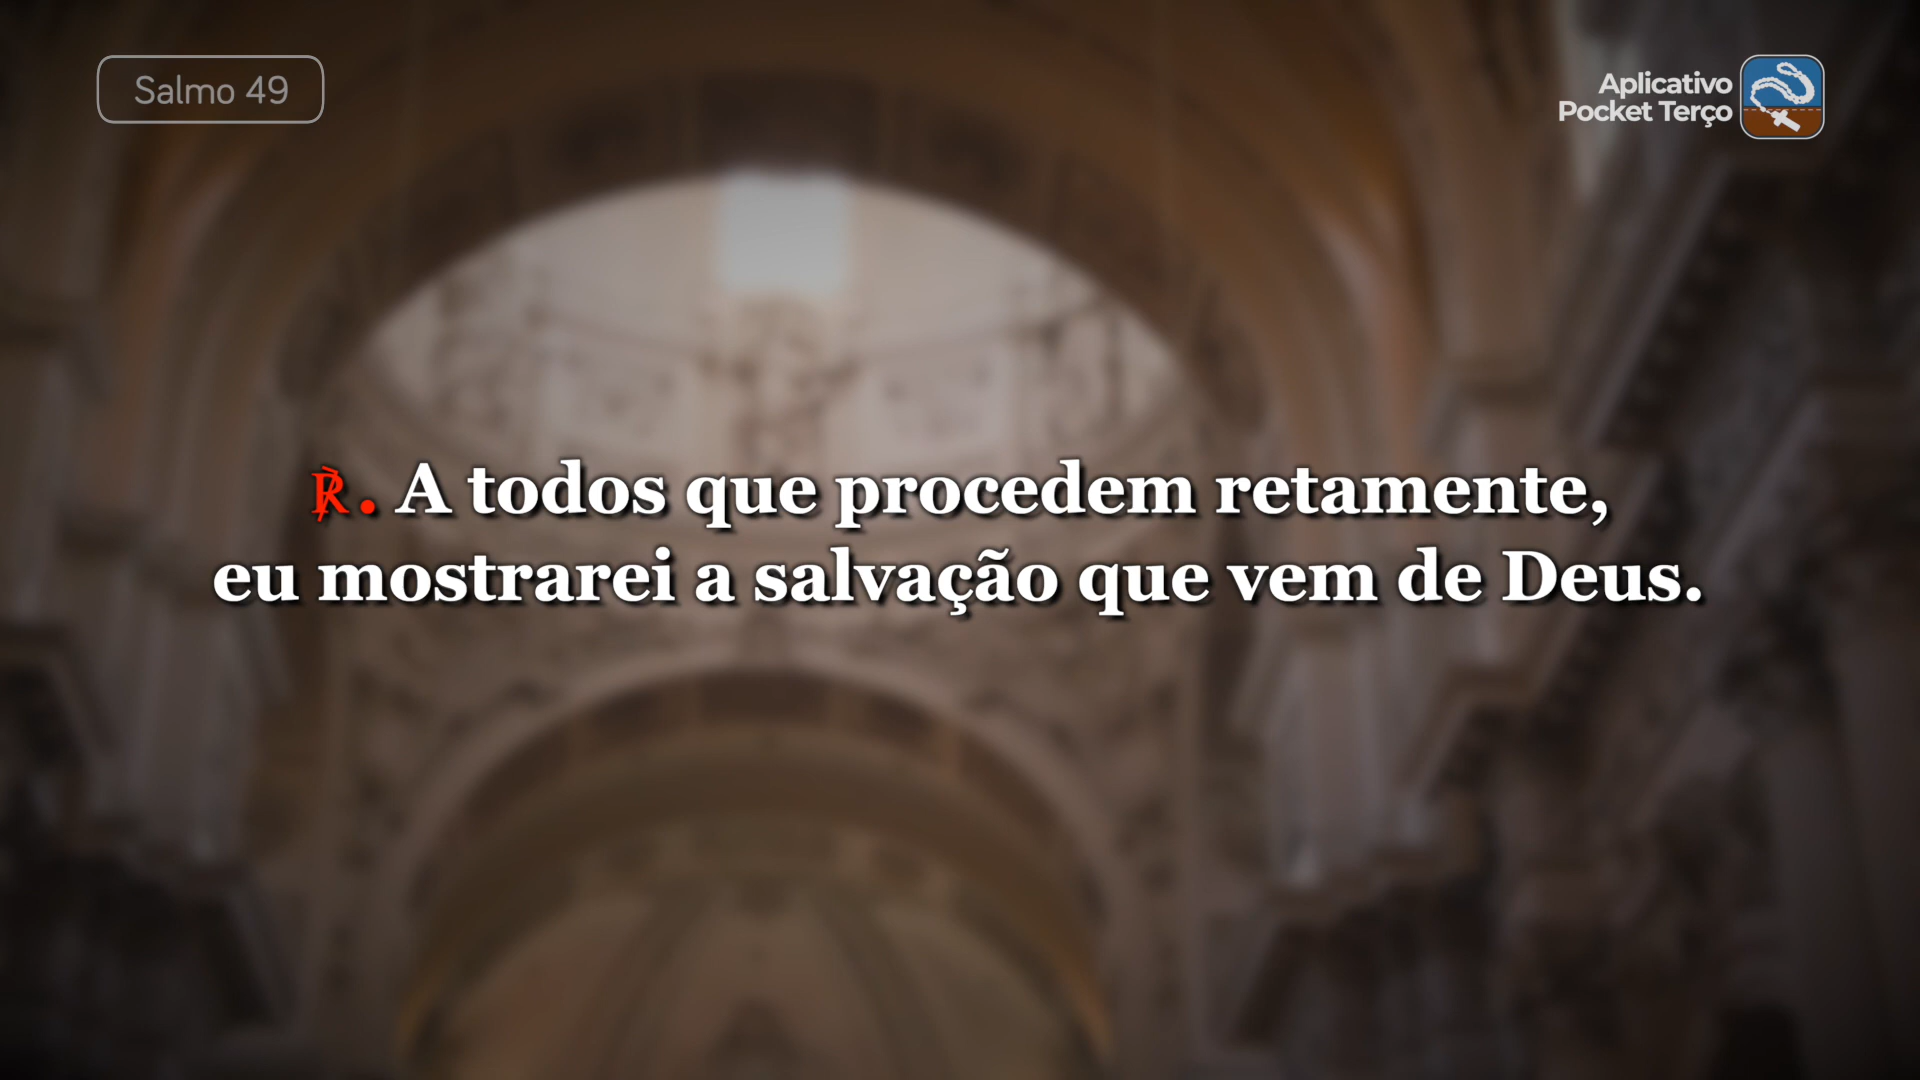 Salmo 49
Aplicativo
Pocket Terço
℟. A todos que procedem retamente,
eu mostrarei a salvação que vem de Deus.